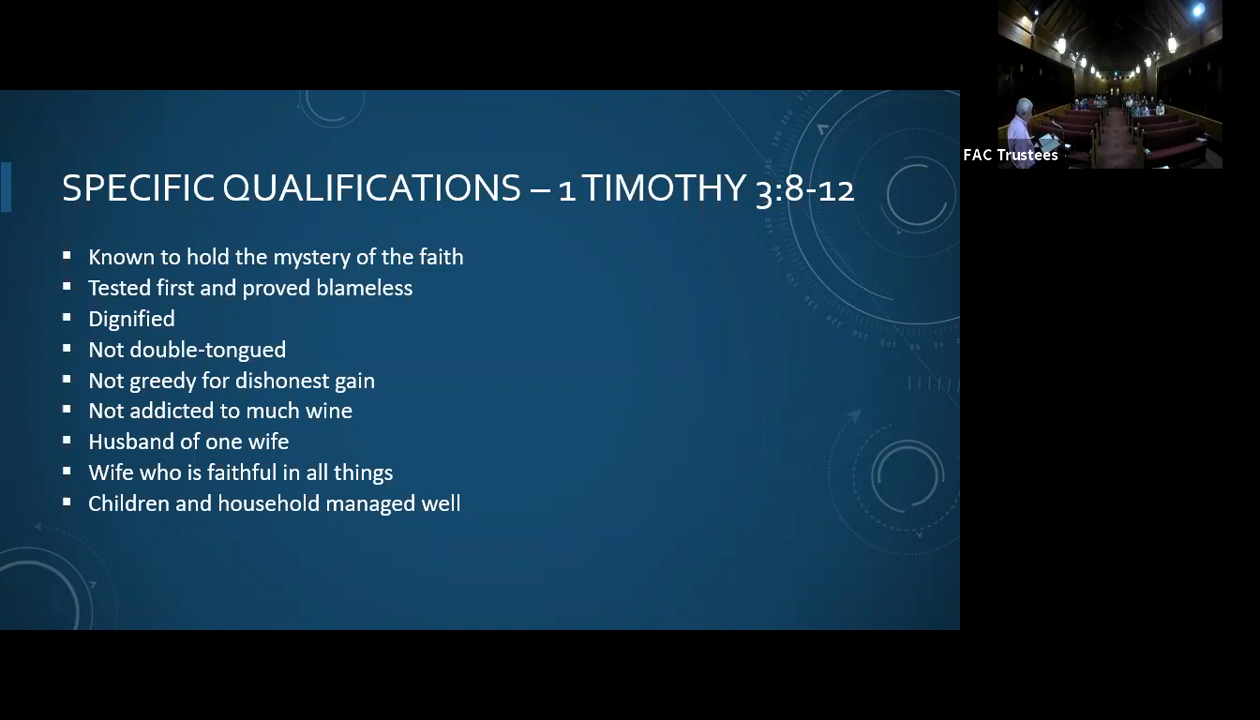 SPECIFIC QUALIFICATIONS – 1 TIMOTHY 3:8-12
Known to hold the mystery of the faith
Tested first and proved blameless
Dignified
Not double-tongued
Not greedy for dishonest gain
Not addicted to much wine
Husband of one wife
Wife who is faithful in all things
Children and household managed well
FAC Trustees